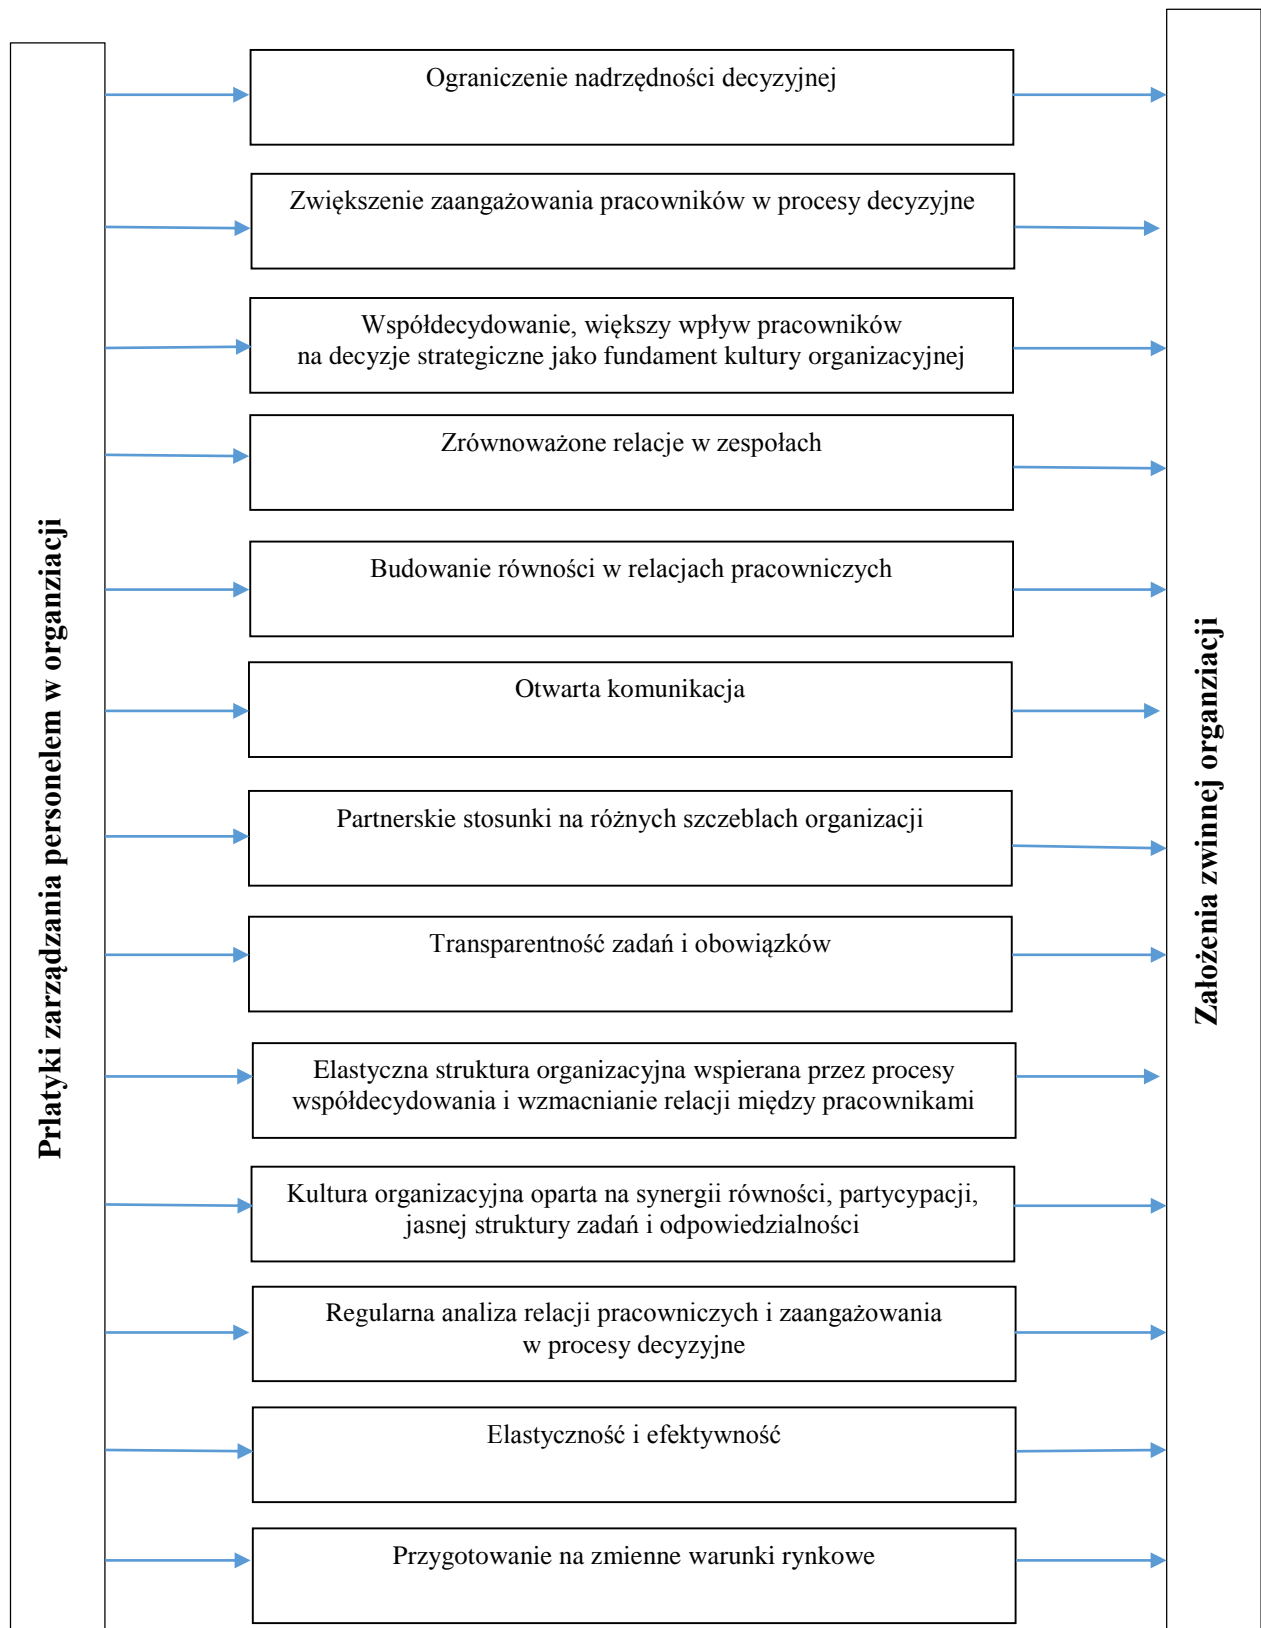 Prlatyki zarządzania personelem w organziacji
Ograniczenie nadrzędności decyzyjnej
Zwiększenie zaangażowania pracowników w procesy decyzyjne
Współdecydowanie, większy wpływ pracowników
na decyzje strategiczne jako fundament kultury organizacyjnej
Zrównoważone relacje w zespołach
Budowanie równości w relacjach pracowniczych
Otwarta komunikacja
Partnerskie stosunki na różnych szczeblach organizacji
Transparentność zadań i obowiązków
Elastyczna struktura organizacyjna wspierana przez procesy
współdecydowania i wzmacnianie relacji między pracownikami
Kultura organizacyjna oparta na synergii równości, partycypacji,
jasnej struktury zadań i odpowiedzialności
Regularna analiza relacji pracowniczych i zaangażowania
w procesy decyzyjne
Elastyczność i efektywność
Przygotowanie na zmienne warunki rynkowe
Założenia zwinnej organziacji